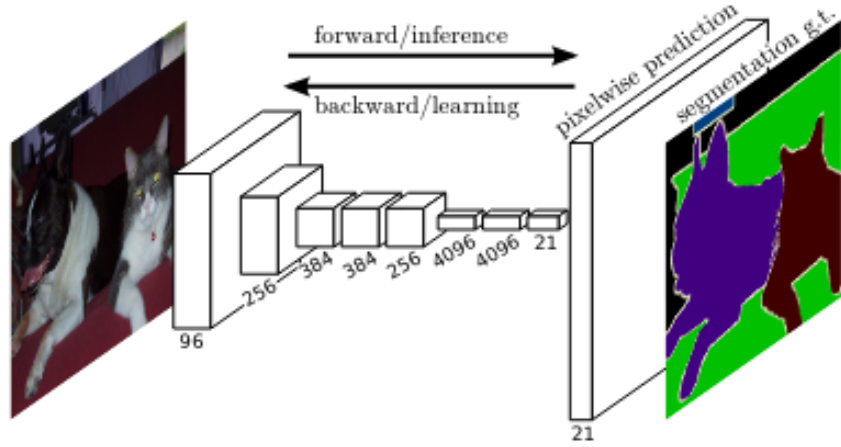 forward/inference
backward/learning
pixelwise prediction
segmentation g.t.
96
256
384
384
256
4096
4096
21
21